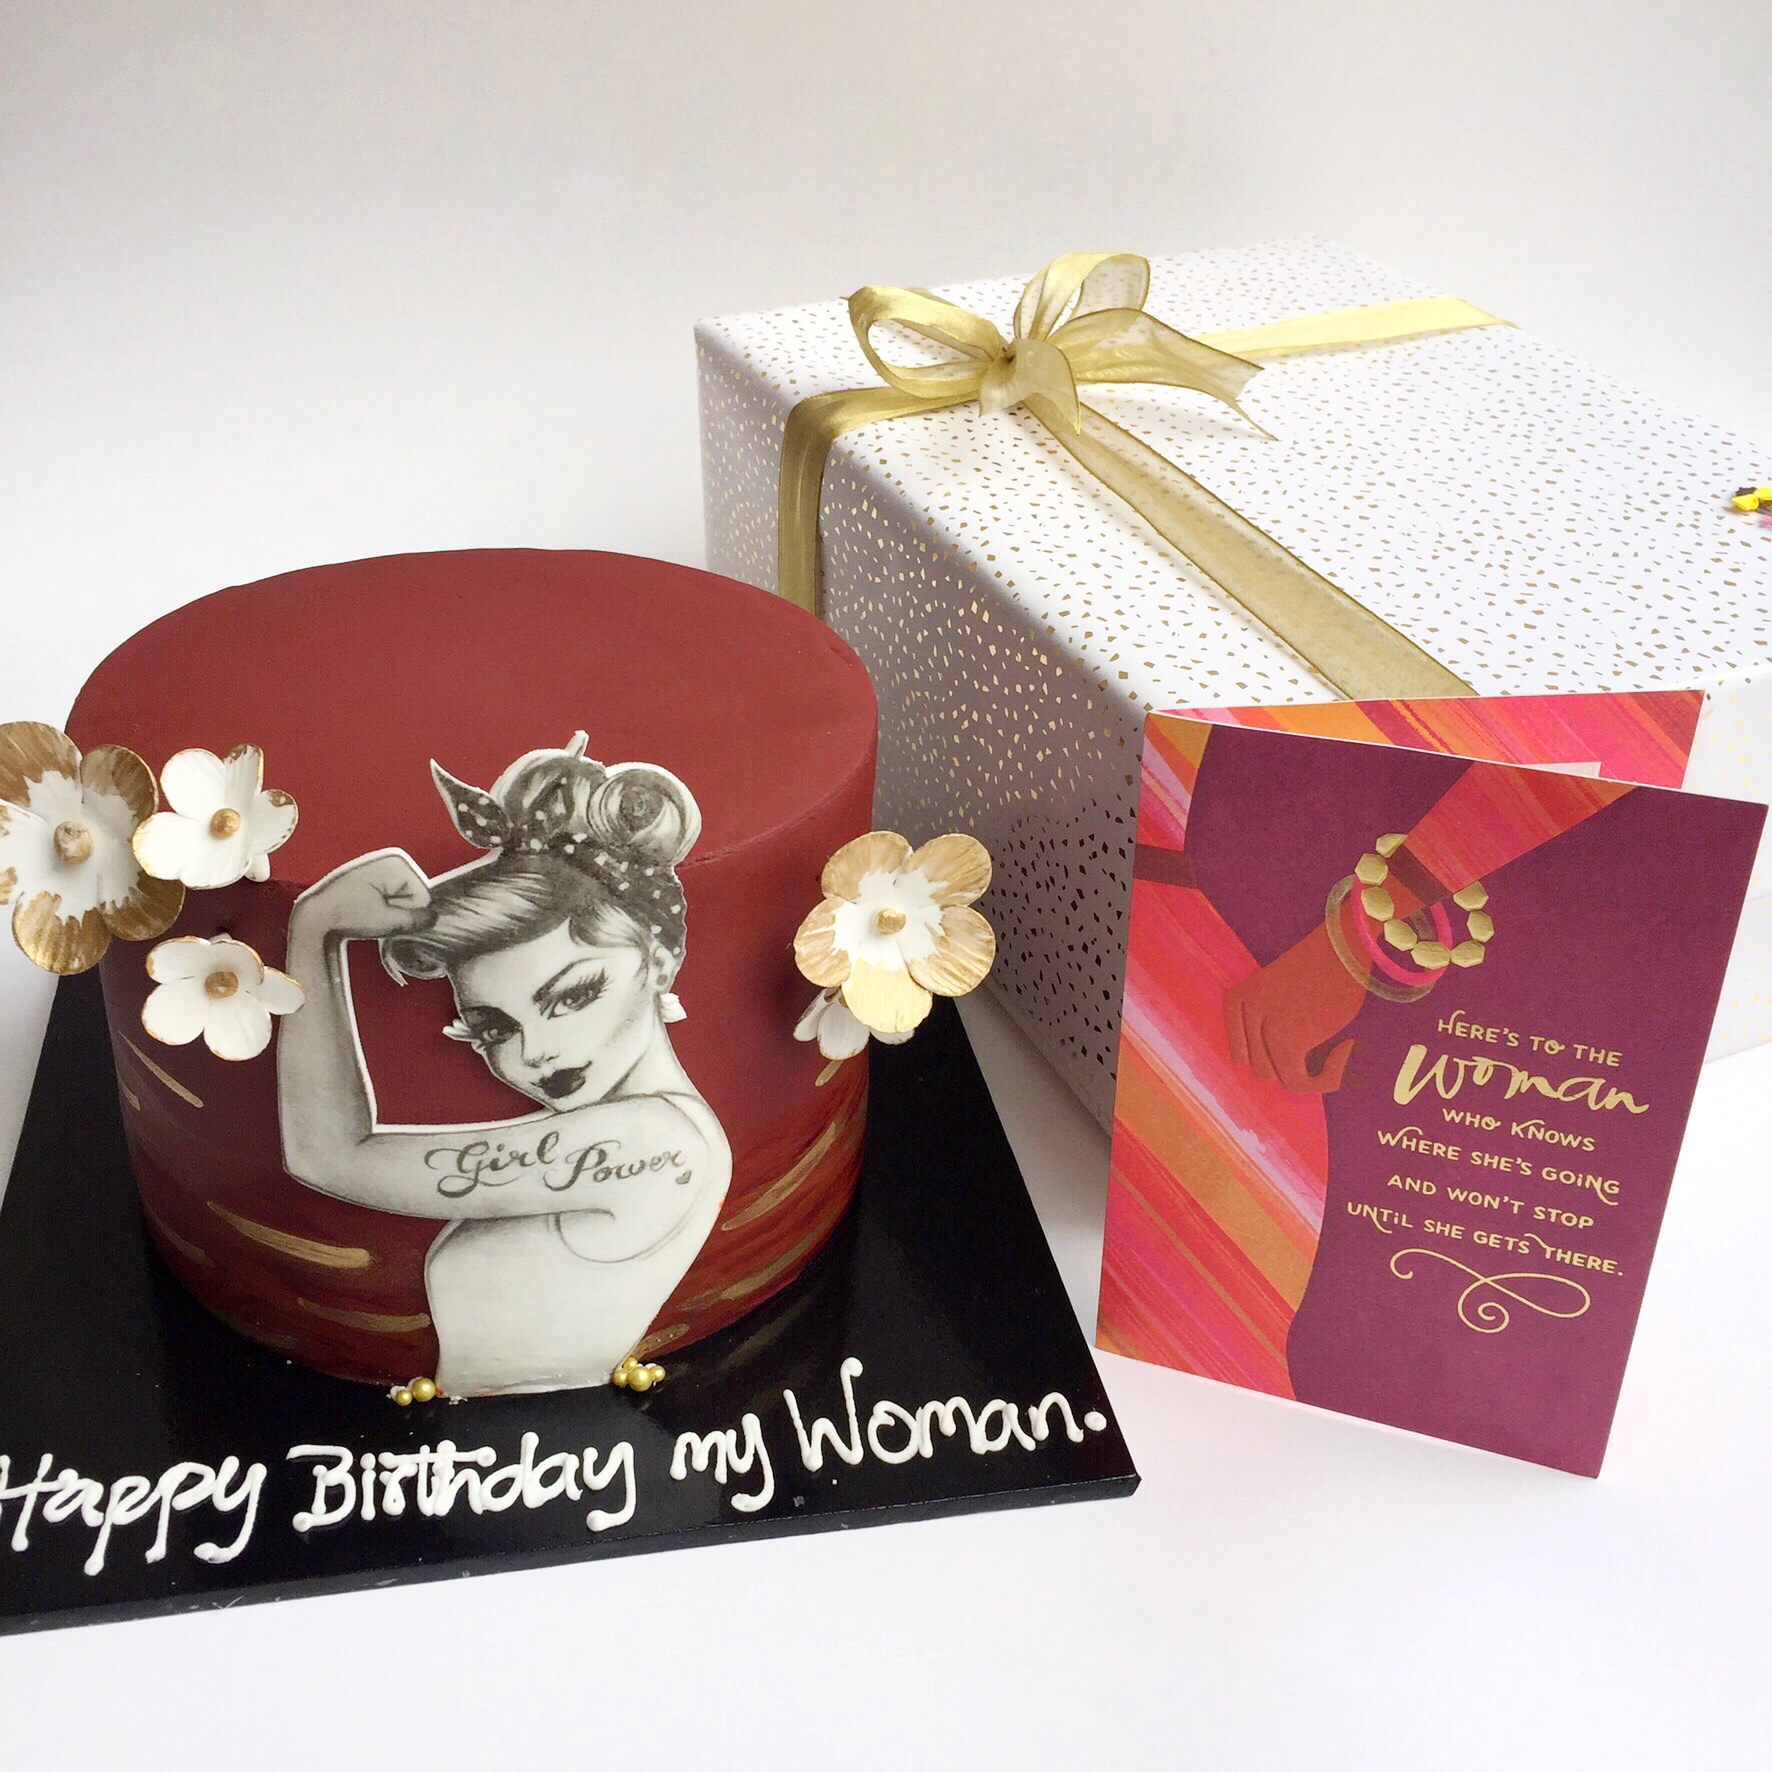 Girl Power
Happy Birthday my Woman.
HERE'S TO THE
Woman
WHO KNOWS
WHERE SHE'S GOING
AND WON'T STOP
UNTIL SHE GETS THERE.